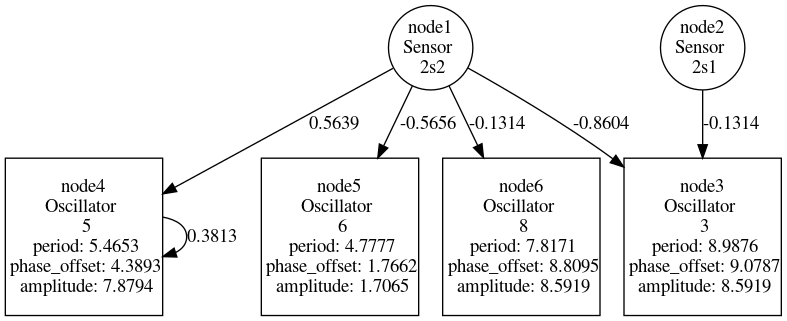 node1
Sensor
2s2
node2
Sensor
2s1
0.5639
-0.5656
-0.1314
-0.8604
-0.1314
node4
Oscillator
5
period: 5.4653
phase_offset: 4.3893
amplitude: 7.8794
0.3813
node5
Oscillator
6
period: 4.7777
phase_offset: 1.7662
amplitude: 1.7065
node6
Oscillator
8
period: 7.8171
phase_offset: 8.8095
amplitude: 8.5919
node3
Oscillator
3
period: 8.9876
phase_offset: 9.0787
amplitude: 8.5919